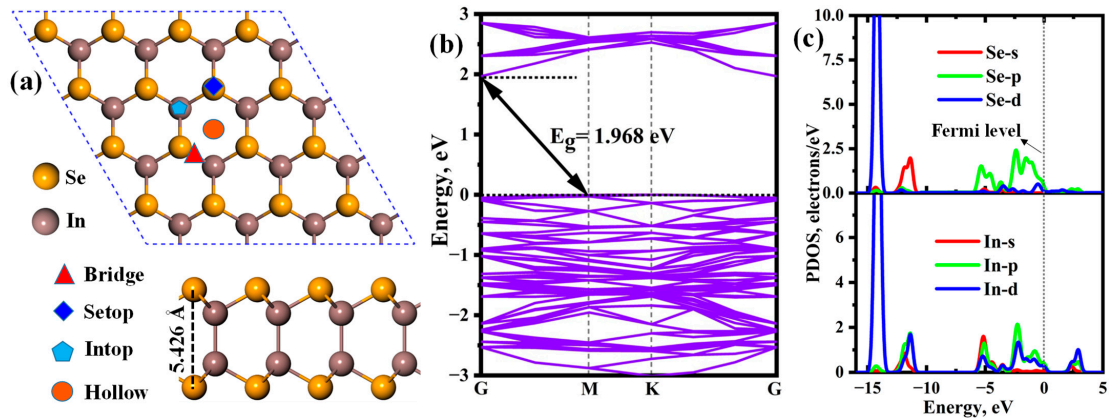 (a)
Se
In
Bridge
Setop
Intop
Hollow
5.426 Å
(b)
Energy, eV
3
2
1
0
−1
−2
−3
E_g= 1.968 eV
G
M
K
G
(c)
PDOS, electrons/eV
10.0
7.5
5.0
2.5
0.0
Se-s
Se-p
Se-d
Fermi level
6
4
2
0
In-s
In-p
In-d
−15
−10
−5
0
5
Energy, eV